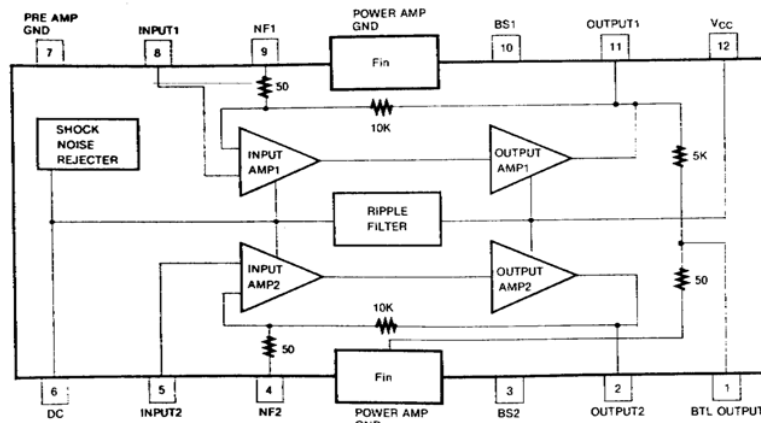 PRE AMP
GND
INPUT1
NF1
POWER AMP
GND
BS1
OUTPUT1
VCC
7
8
9
Fin
10
11
12
50
10K
SHOCK
NOISE
REJECTER
INPUT
AMP1
OUTPUT
AMP1
5K
RIPPLE
FILTER
INPUT
AMP2
OUTPUT
AMP2
50
10K
50
Fin
6
5
4
3
2
1
DC
INPUT2
NF2
POWER AMP
GND
BS2
OUTPUT2
BTL OUTPUT